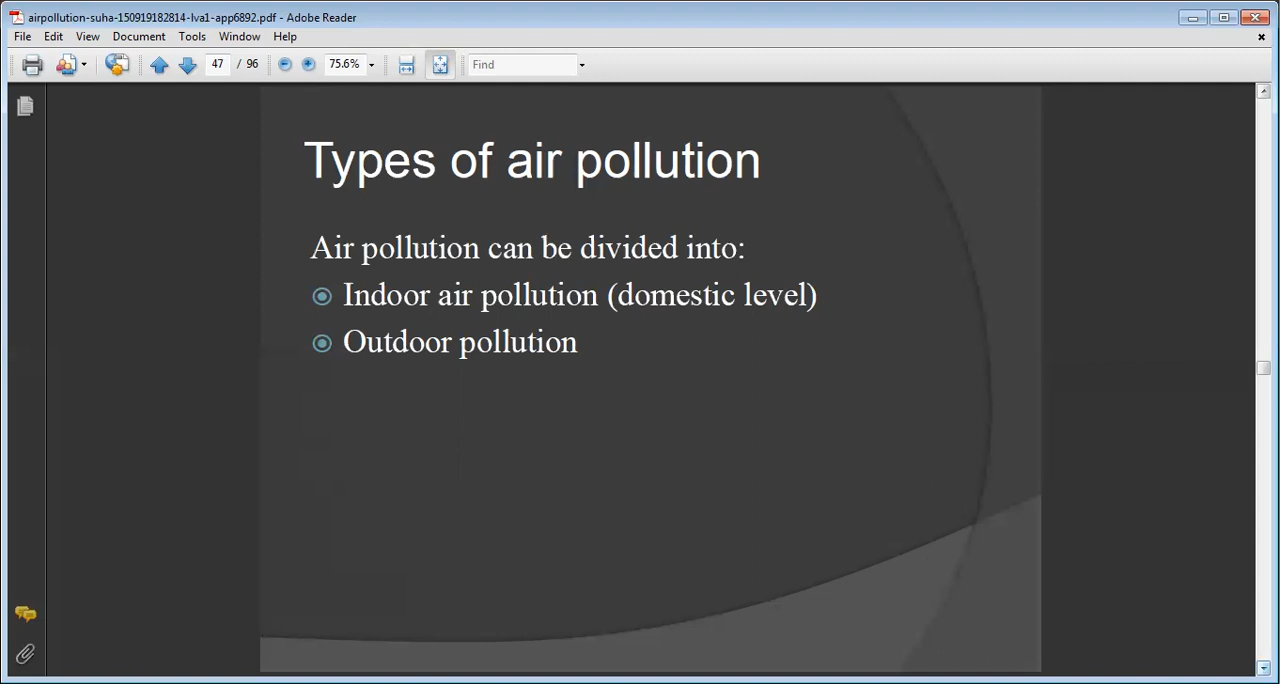 airpollution-suha-150919182814-lva1-app6892.pdf - Adobe Reader
File Edit View Document Tools Window Help
47 / 96 75.6% Find
Types of air pollution
Air pollution can be divided into:
Indoor air pollution (domestic level)
Outdoor pollution